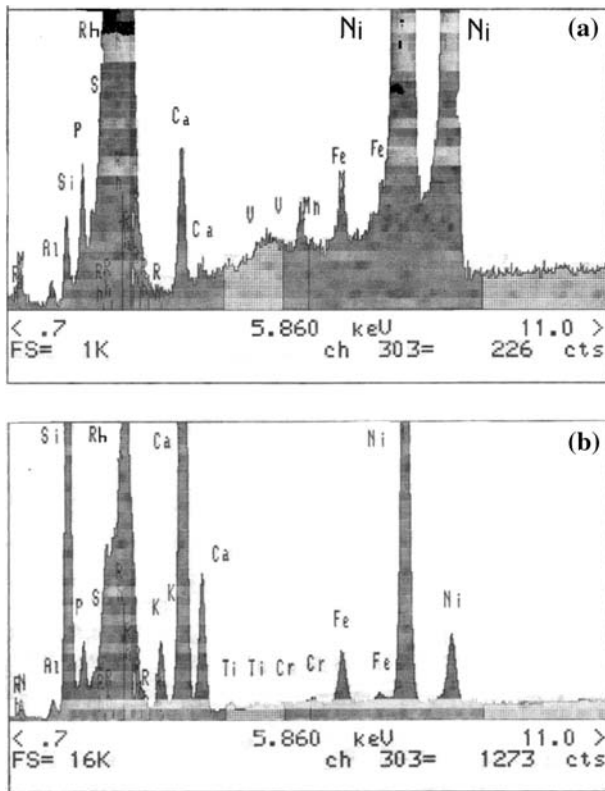 Rh Ni Ni (a)
S
P Ca
Si Fe Fe
Al V V Mn Ca
R R
< .7 5.860 keV 11.0 >
FS= 1K ch 303= 226 cts
Si Rh Ca Ni (b)
Ca
P S K K Fe Ni
Al R Ti Ti Cr Cr Fe
< .7 5.860 keV 11.0 >
FS= 16K ch 303= 1273 cts